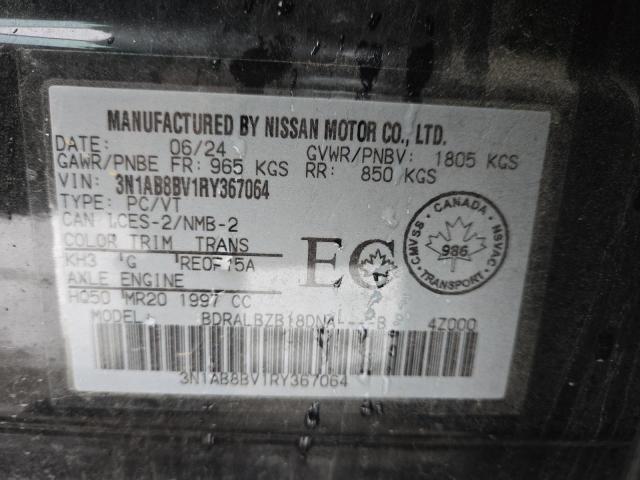 MANUFACTURED BY NISSAN MOTOR CO., LTD.
DATE: 06/24 GVWR/PNBV: 1805 KGS
GAWR/PNBE FR: 965 KGS RR: 850 KGS
VIN: 3N1AB8BV1RY367064
TYPE: PC/VT
CAN ICES-2/NMB-2
COLOR TRIM TRANS
KH3 G RE0F15A
AXLE ENGINE
HQ50 MR20 1997 CC
EC
CANADA
CMVSS NSVAC
986
TRANSPORT
MODEL: 4Z000
3N1AB8BV1RY367064